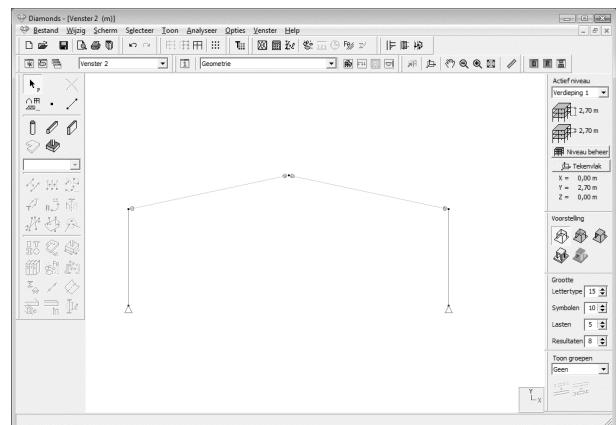 Diamonds - [Venster 2 (m)]
Bestand Wijzig Scherm Selecteer Toon Analyseer Opties Venster Help
Venster 2
Geometrie
Actief niveau
Verdieping 1
2,70 m
2,70 m
Niveau beheer
Tekenvlak
X = 0,00 m
Y = 2,70 m
Z = 0,00 m
Voorstelling
Grootte
Lettertype 15
Symbolen 10
Lasten 5
Resultaten 8
Toon groepen
Geen
Y
X